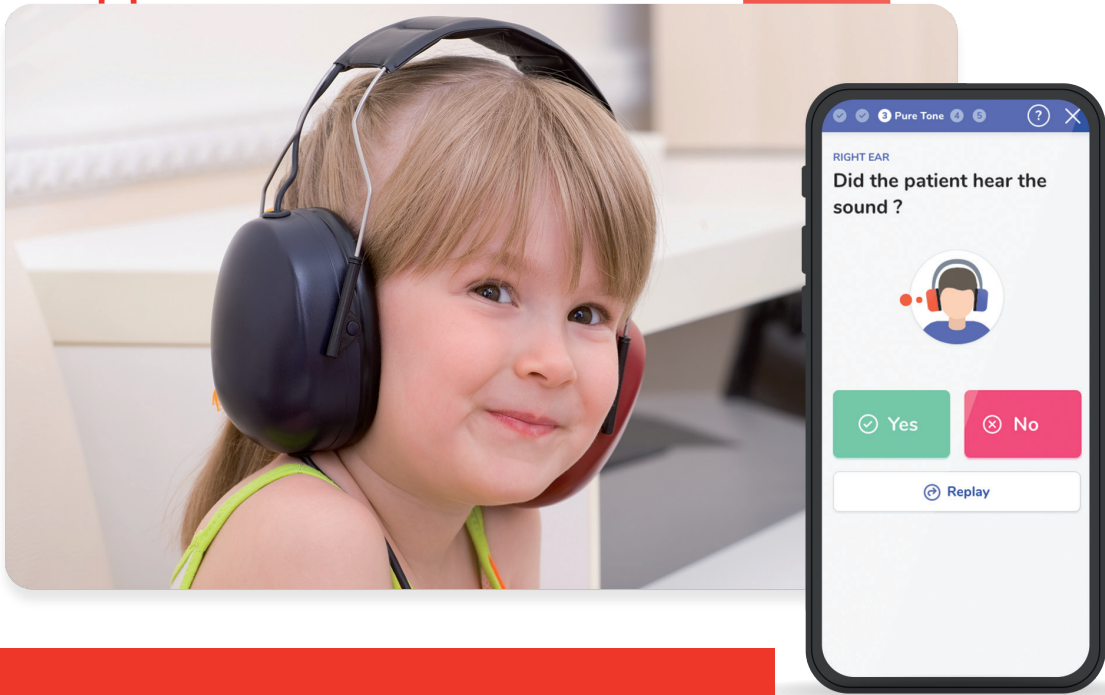 3 Pure Tone 4 5 ?
RIGHT EAR
Did the patient hear the
sound ?
Yes
No
Replay